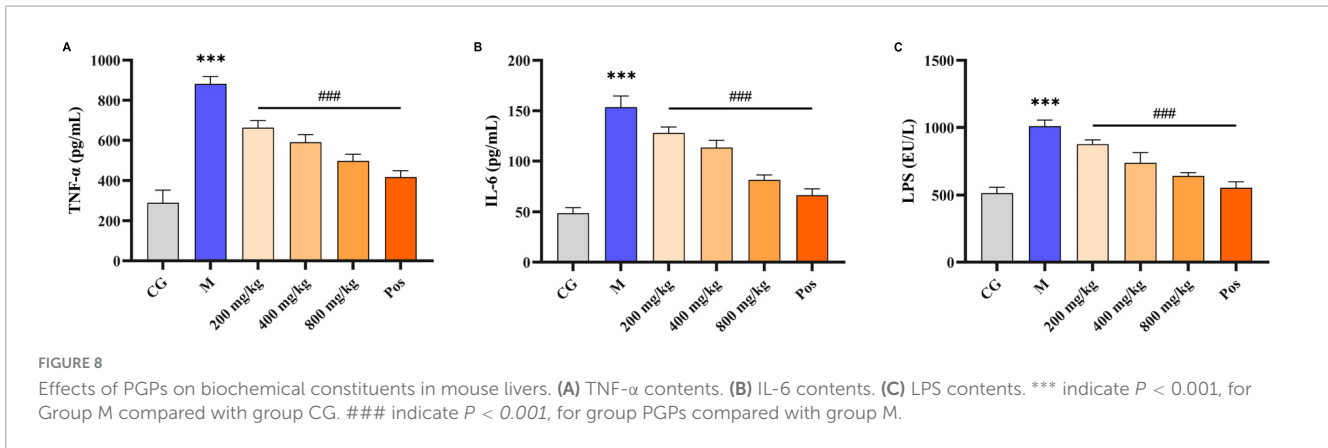 A
1000
800
600
400
200
0
TNF-α (pg/mL)
***
###
CG
M
200 mg/kg
400 mg/kg
800 mg/kg
Pos
B
200
150
100
50
0
IL-6 (pg/mL)
***
###
CG
M
200 mg/kg
400 mg/kg
800 mg/kg
Pos
C
1500
1000
500
0
LPS (EU/L)
***
###
CG
M
200 mg/kg
400 mg/kg
800 mg/kg
Pos
FIGURE 8
Effects of PGPs on biochemical constituents in mouse livers. (A) TNF-α contents. (B) IL-6 contents. (C) LPS contents. *** indicate P < 0.001, for
Group M compared with group CG. ### indicate P < 0.001, for group PGPs compared with group M.